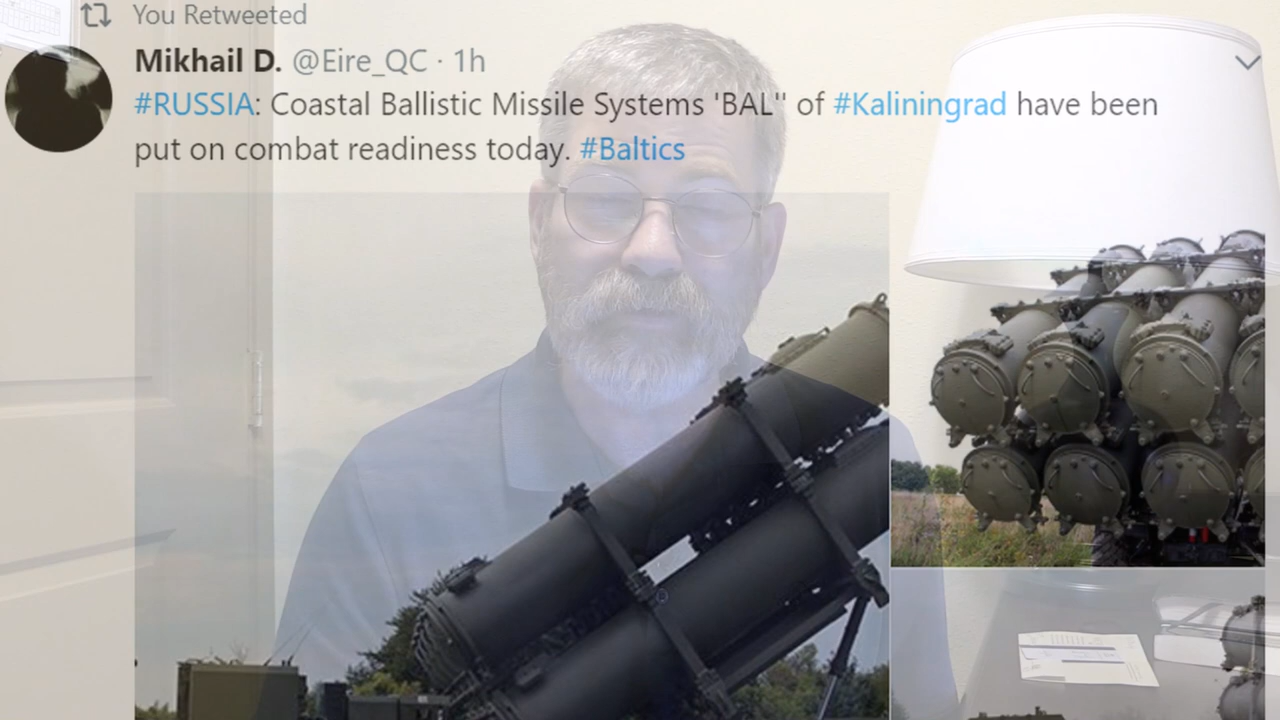 You Retweeted
Mikhail D. @Eire_QC · 1h
#RUSSIA: Coastal Ballistic Missile Systems 'BAL" of #Kaliningrad have been
put on combat readiness today. #Baltics